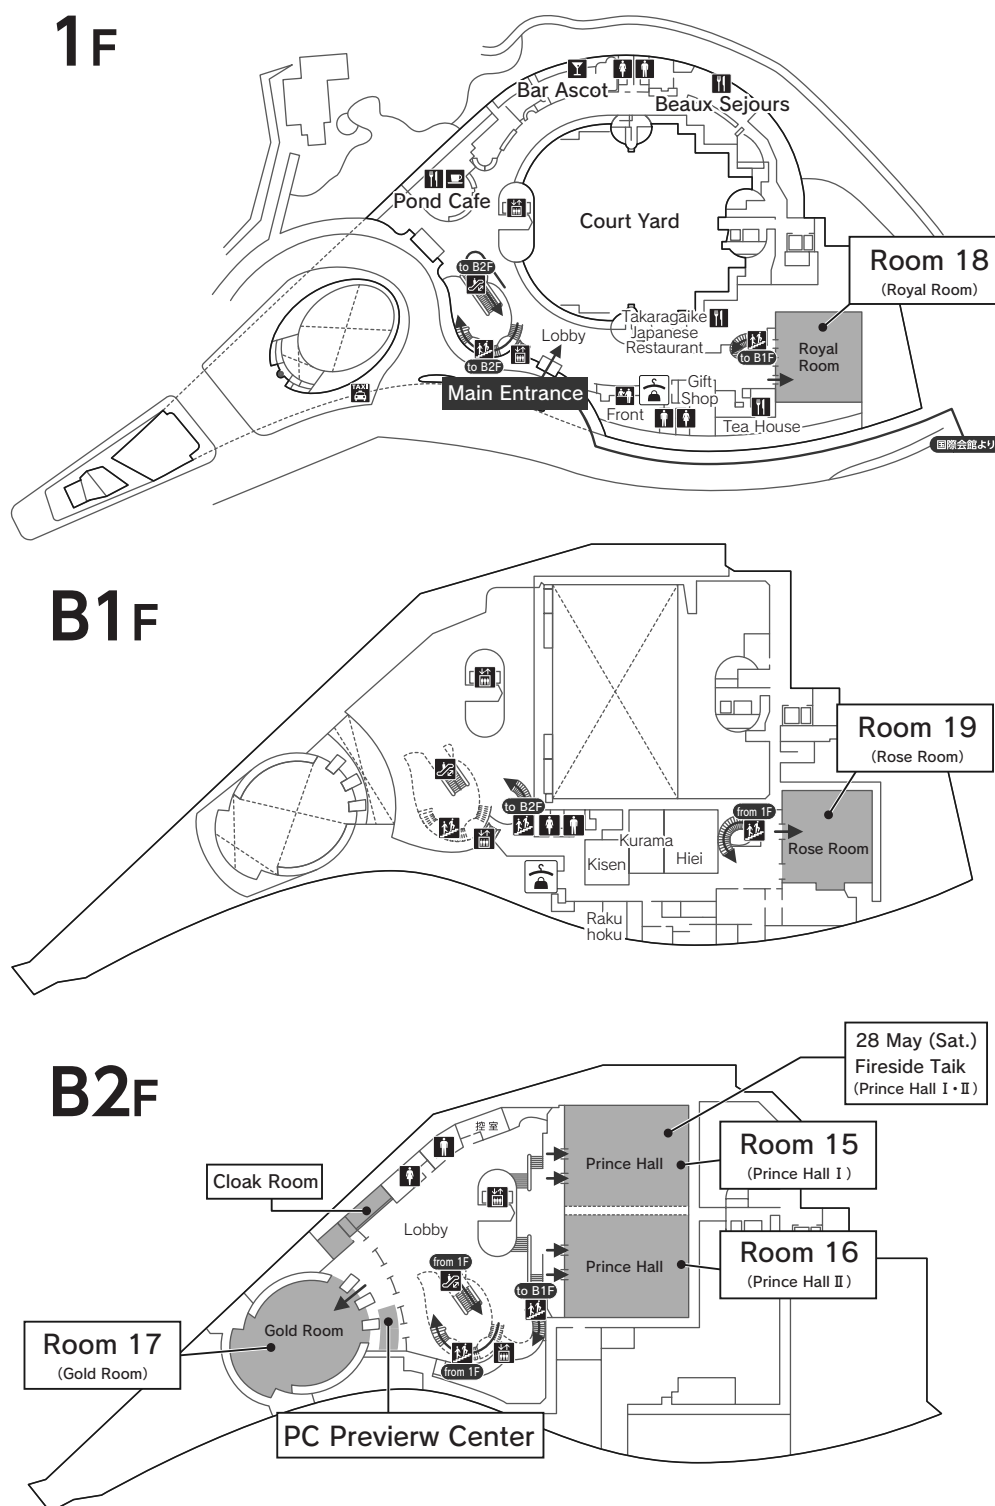 1F
Bar Ascot
Beaux Sejours
Pond Cafe
Court Yard
to B2F
Room 18
(Royal Room)
Takaragaike
Japanese
Restaurant
Lobby
to B2F
to B1F
Royal
Room
TAXI
Main Entrance
Front
Gift
Shop
Tea House
国際会館より
B1F
Room 19
(Rose Room)
to B2F
from 1F
Kurama
Kisen
Hiei
Rose Room
Raku
hoku
B2F
28 May (Sat.)
Fireside Taik
(Prince Hall Ⅰ・Ⅱ)
控室
Room 15
(Prince Hall Ⅰ)
Prince Hall
Cloak Room
Lobby
Room 16
(Prince Hall Ⅱ)
Prince Hall
from 1F
to B1F
Gold Room
Room 17
(Gold Room)
from 1F
PC Previerw Center